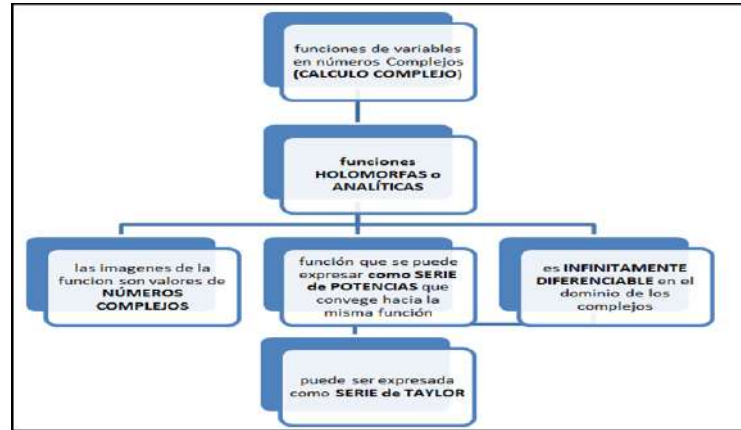 funciones de variables
en números Complejos
(CALCULO COMPLEJO)
funciones
HOLOMORFAS o
ANALÍTICAS
las imagenes de la
funcion son valores de
NÚMEROS
COMPLEJOS
función que se puede
expresar como SERIE
de POTENCIAS que
convege hacia la
misma función
es INFINITAMENTE
DIFERENCIABLE en el
dominio de los
complejos
puede ser expresada
como SERIE de TAYLOR